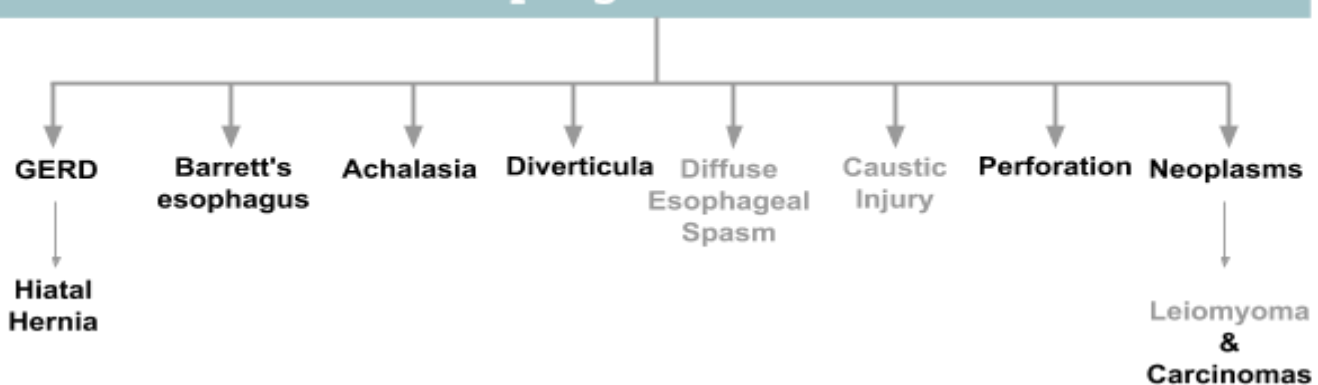 GERD
Barrett's
esophagus
Achalasia
Diverticula
Diffuse
Esophageal
Spasm
Caustic
Injury
Perforation
Neoplasms
Hiatal
Hernia
Leiomyoma
&
Carcinomas